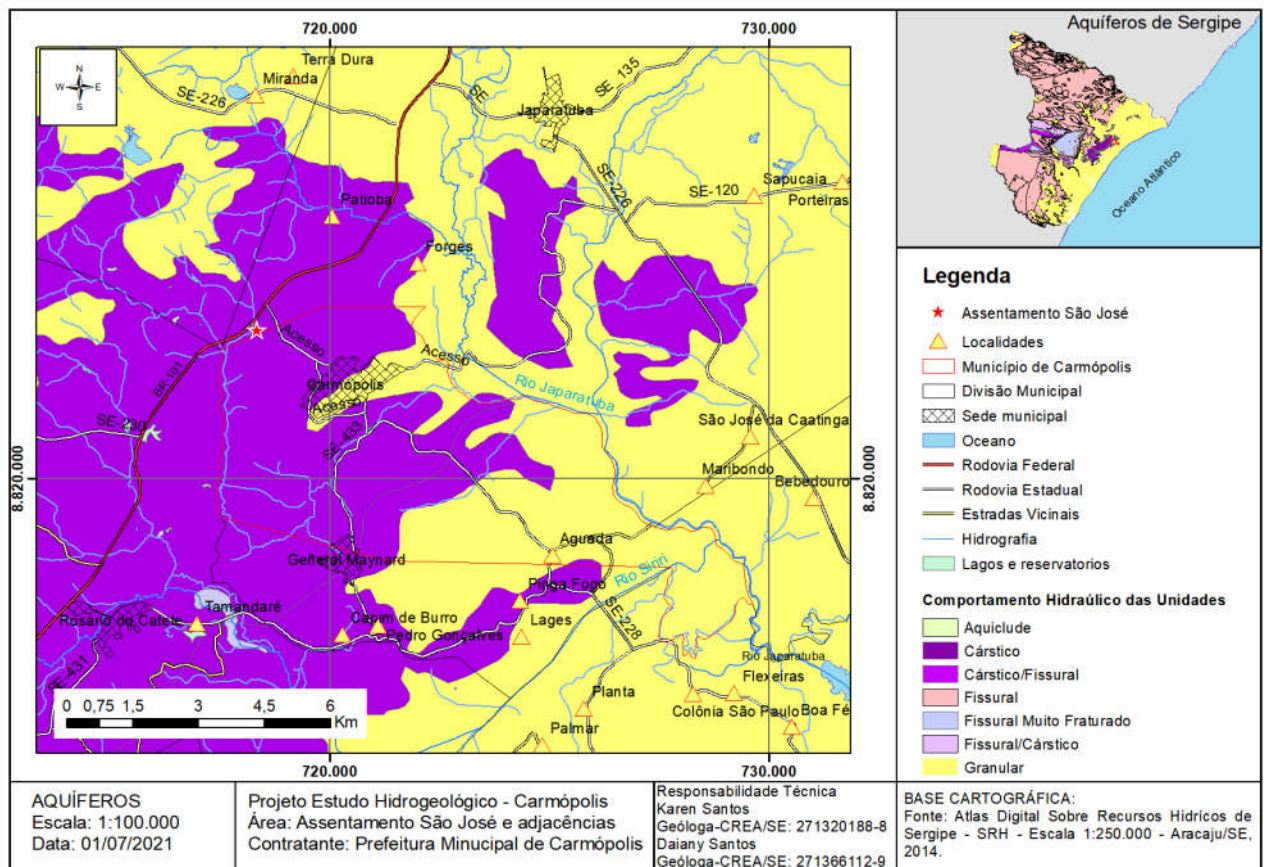 720.000
730.000
Aquíferos de Sergipe
Oceano Atlântico
N
W E
S
Terra Dura
Miranda
SE-226
SE
SE 135
Japaratuba
SE-226
SE-120
Sapucaia
Porteiras
Patioba
Forges
Acesso
Acesso
Carmópolis
Acesso
BR-101
SE-230
SE-433
Rio Japaratuba
São José da Caatinga
Maribondo
Bebedouro
8.820.000
8.820.000
Aguada
General Maynard
Rio Siriri
Pinga Fogo
Tamandaré
Rosário do Catete
Capim de Burro
Pedro Gonçalves
Lages
SE-228
SE-431
Rio Japaratuba
Flexeiras
Planta
Colônia São Paulo
Boa Fé
Palmar
0 0,75 1,5 3 4,5 6
Km
720.000
730.000
Legenda
Assentamento São José
Localidades
Município de Carmópolis
Divisão Municipal
Sede municipal
Oceano
Rodovia Federal
Rodovia Estadual
Estradas Vicinais
Hidrografia
Lagos e reservatorios
Comportamento Hidraúlico das Unidades
Aquiclude
Cárstico
Cárstico/Fissural
Fissural
Fissural Muito Fraturado
Fissural/Cárstico
Granular
AQUÍFEROS
Escala: 1:100.000
Data: 01/07/2021
Projeto Estudo Hidrogeológico - Carmópolis
Área: Assentamento São José e adjacências
Contratante: Prefeitura Minucipal de Carmópolis
Responsabilidade Técnica
Karen Santos
Geóloga-CREA/SE: 271320188-8
Daiany Santos
Geóloga-CREA/SE: 271366112-9
BASE CARTOGRÁFICA:
Fonte: Atlas Digital Sobre Recursos Hídricos de
Sergipe - SRH - Escala 1:250.000 - Aracaju/SE,
2014.